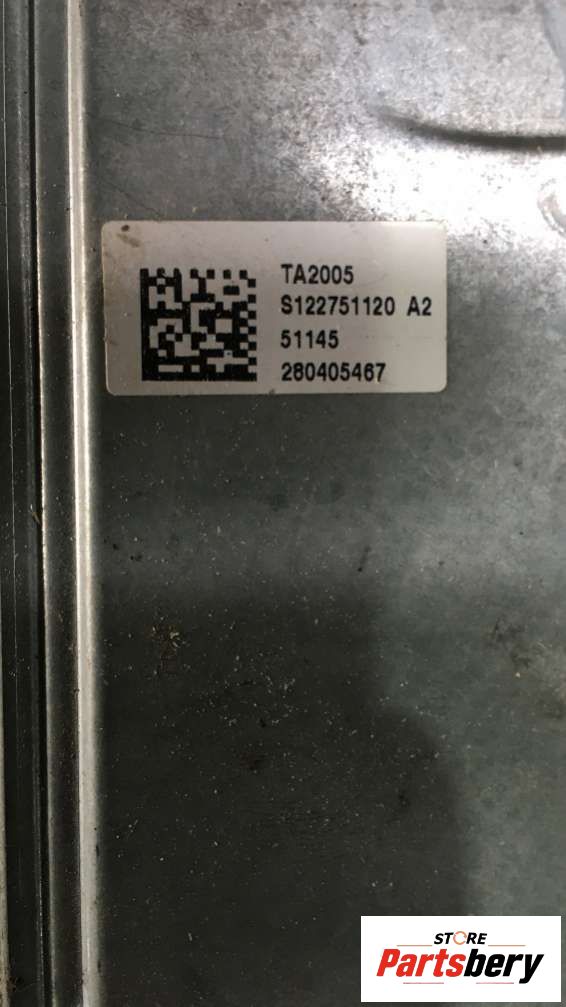 TA2005
S122751120 A2
51145
280405467
STORE
Partsbery